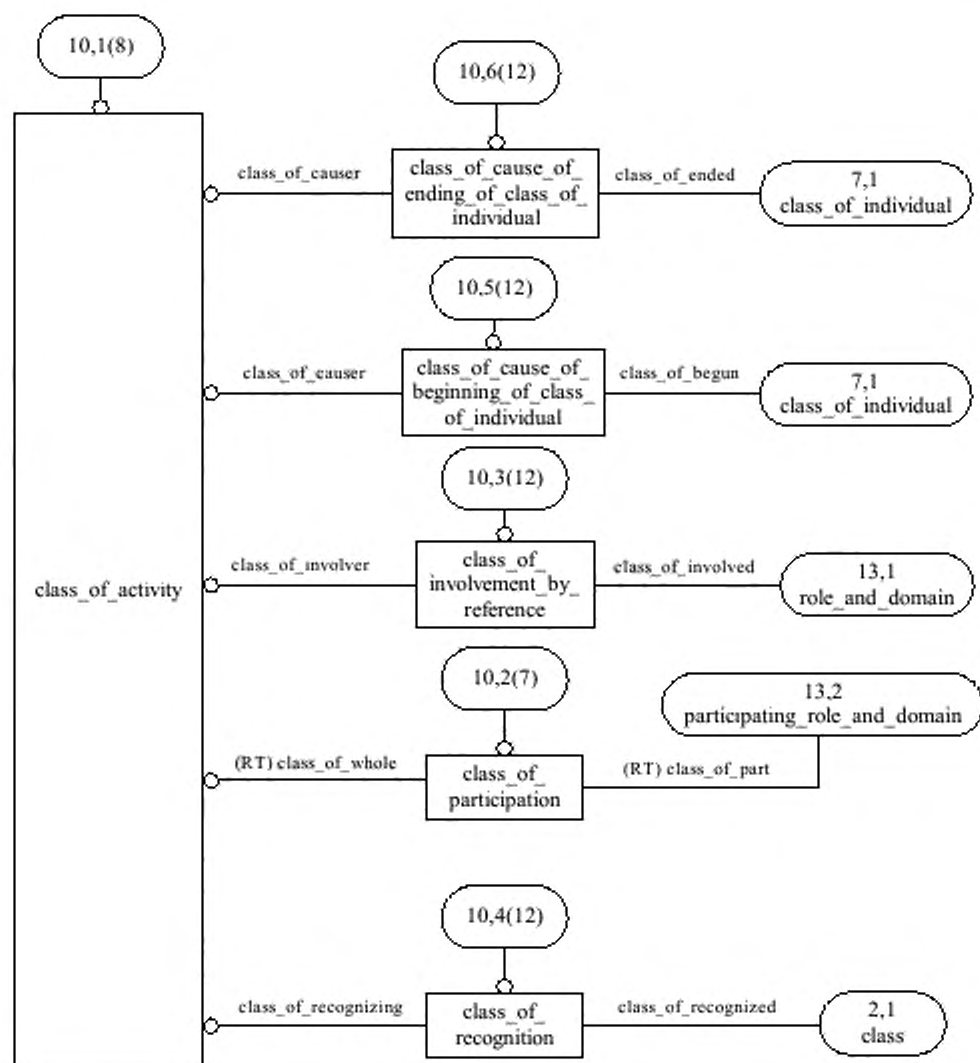 10,1(8)
10,6(12)
class_of_causer
class_of_cause_of_
ending_of_class_of_
individual
class_of_ended
7,1
class_of_individual
10,5(12)
class_of_causer
class_of_cause_of_
beginning_of_class_
of_individual
class_of_begun
7,1
class_of_individual
10,3(12)
class_of_activity
class_of_involver
class_of_
involvement_by_
reference
class_of_involved
13,1
role_and_domain
10,2(7)
13,2
participating_role_and_domain
(RT) class_of_whole
class_of_
participation
(RT) class_of_part
10,4(12)
class_of_recognizing
class_of_
recognition
class_of_recognized
2,1
class